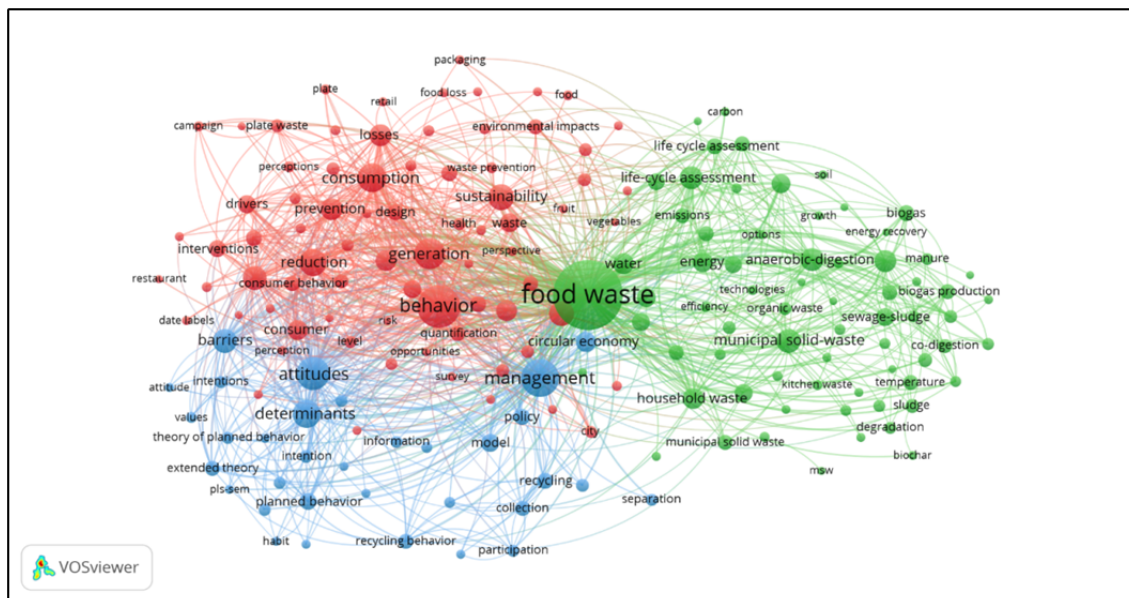 packaging
plate
food loss
food
retail
carbon
campaign
plate waste
losses
environmental impacts
life cycle assessment
perceptions
waste prevention
consumption
life-cycle assessment
soil
sustainability
drivers
prevention
design
fruit
emissions
growth
biogas
health
waste
vegetables
options
energy recovery
interventions
generation
perspective
reduction
water
energy
anaerobic-digestion
manure
restaurant
consumer behavior
technologies
biogas production
food waste
behavior
efficiency
organic waste
date labels
risk
sewage-sludge
consumer
quantification
barriers
level
circular economy
municipal solid-waste
co-digestion
perception
opportunities
attitudes
survey
management
attitude
intentions
kitchen waste
temperature
household waste
values
determinants
policy
sludge
city
degradation
theory of planned behavior
information
model
municipal solid waste
intention
biochar
extended theory
msw
recycling
pls-sem
planned behavior
separation
collection
habit
recycling behavior
participation
VOSviewer